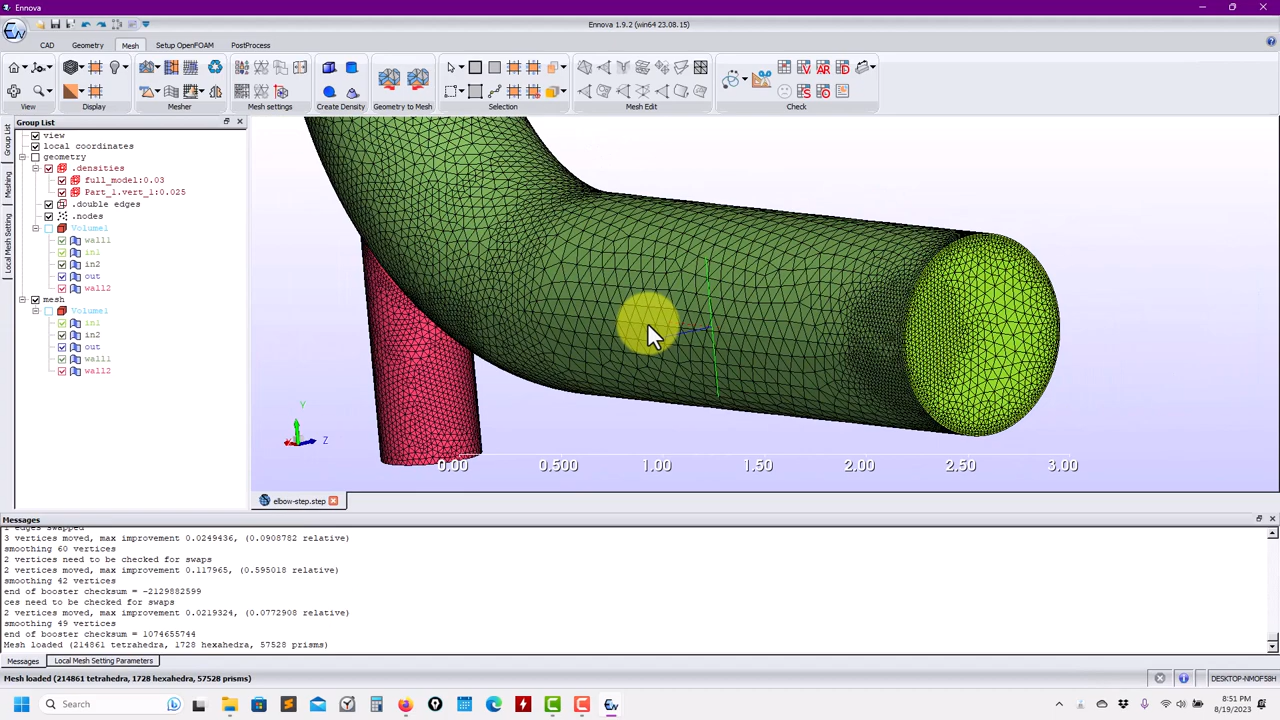 Ennova
Ennova 1.9.2 (win64 23.08.15)
CAD Geometry Mesh Setup OpenFOAM PostProcess
View Display Mesher Mesh settings Create Density Geometry to Mesh Selection Mesh Edit Check
Group List
Group List
Meshing
Local Mesh Setting
view
local coordinates
geometry
.densities
full_model:0.03
Part_1.vert_1:0.025
.double edges
.nodes
Volume1
wall1
in1
in2
out
wall2
mesh
Volume1
in1
in2
out
wall1
wall2
Y
Z
0.00 0.500 1.00 1.50 2.00 2.50 3.00
elbow-step.step
Messages
1 edges swapped
3 vertices moved, max improvement 0.0249436, (0.0908782 relative)
smoothing 60 vertices
2 vertices need to be checked for swaps
2 vertices moved, max improvement 0.117965, (0.595018 relative)
smoothing 42 vertices
end of booster checksum = -2129882599
ces need to be checked for swaps
2 vertices moved, max improvement 0.0219324, (0.0772908 relative)
smoothing 49 vertices
end of booster checksum = 1074655744
Mesh loaded (214861 tetrahedra, 1728 hexahedra, 57528 prisms)
Messages Local Mesh Setting Parameters
Mesh loaded (214861 tetrahedra, 1728 hexahedra, 57528 prisms)
DESKTOP-NMOF5BH
Search
8/19/2023